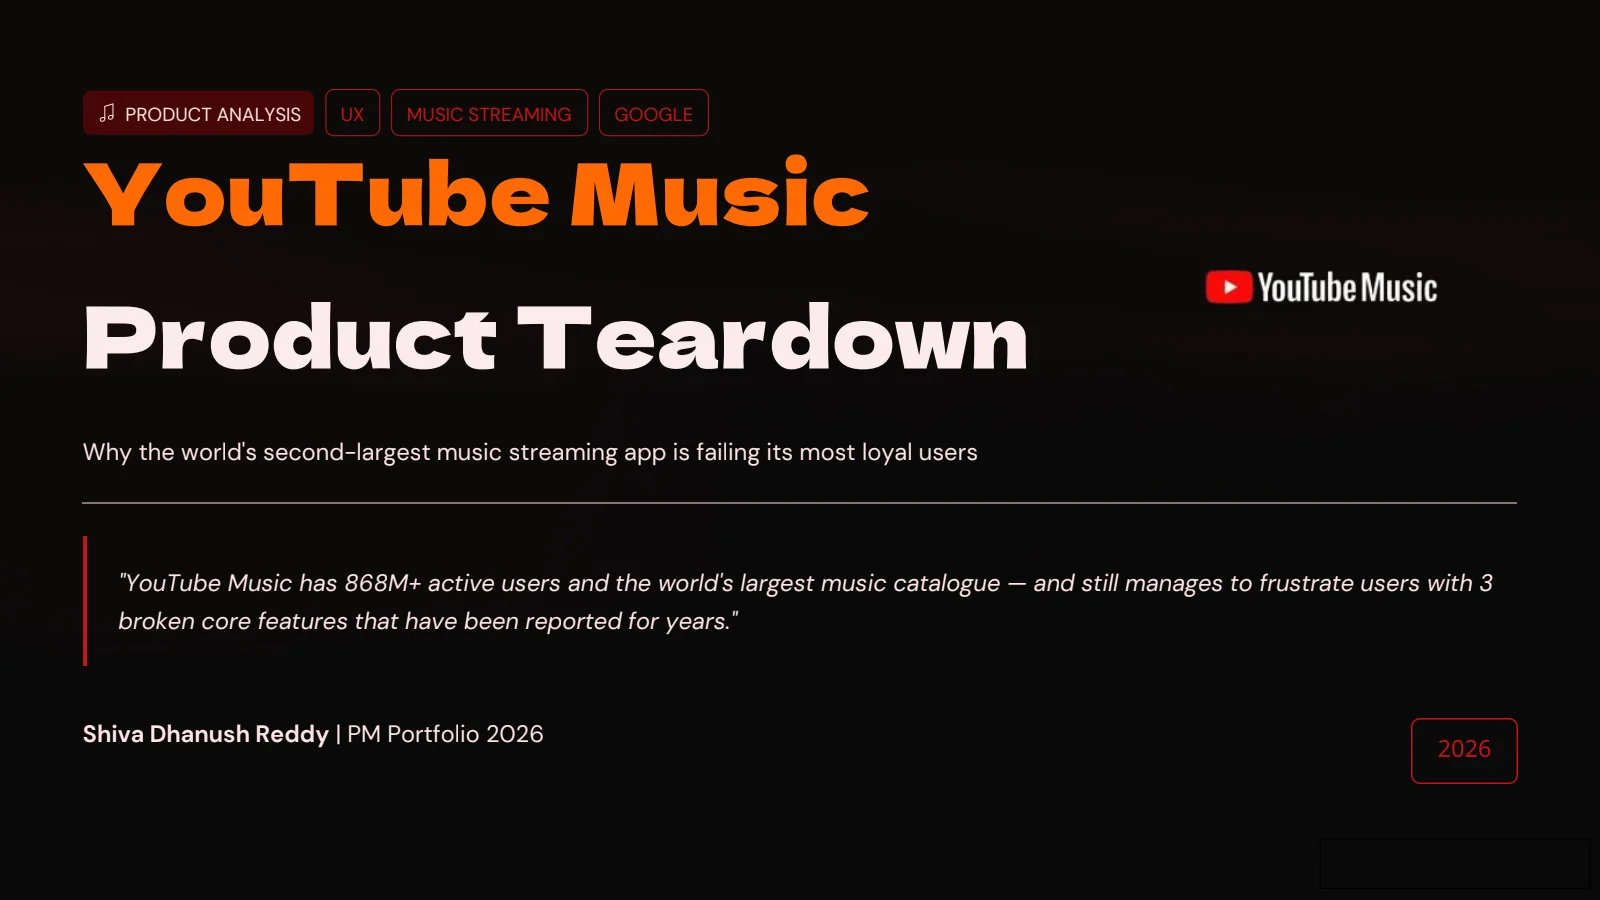 PRODUCT ANALYSIS
UX
MUSIC STREAMING
GOOGLE
YouTube Music
Product Teardown
YouTube Music
Why the world's second-largest music streaming app is failing its most loyal users
"YouTube Music has 868M+ active users and the world's largest music catalogue — and still manages to frustrate users with 3
broken core features that have been reported for years."
Shiva Dhanush Reddy | PM Portfolio 2026
2026